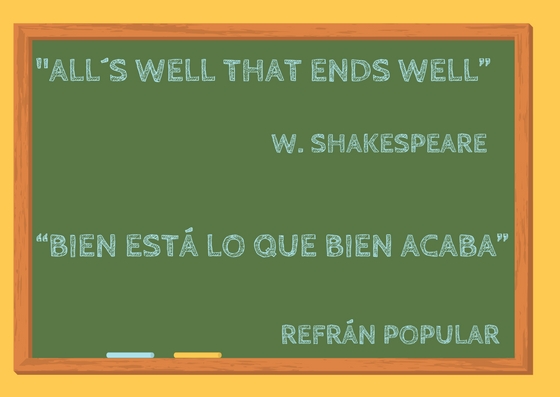 "ALL´S WELL THAT ENDS WELL”
W. SHAKESPEARE
“BIEN ESTÁ LO QUE BIEN ACABA”
REFRÁN POPULAR